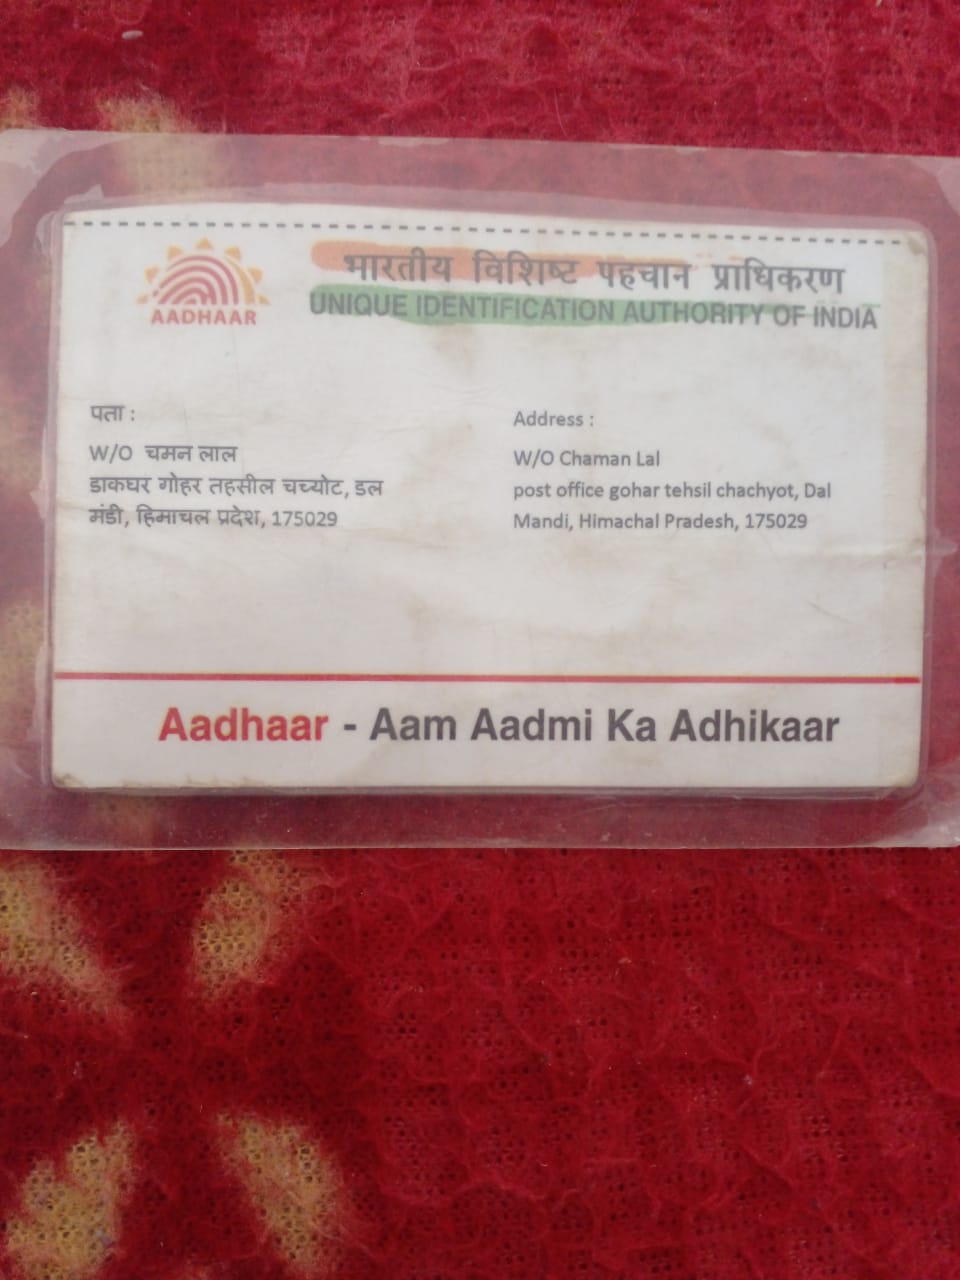 AADHAAR
भारतीय विशिष्ट पहचान प्राधिकरण
UNIQUE IDENTIFICATION AUTHORITY OF INDIA
पता :
W/O चमन लाल
डाकघर गोहर तहसील चच्योट, डल
मंडी, हिमाचल प्रदेश, 175029
Address :
W/O Chaman Lal
post office gohar tehsil chachyot, Dal
Mandi, Himachal Pradesh, 175029
Aadhaar - Aam Aadmi Ka Adhikaar